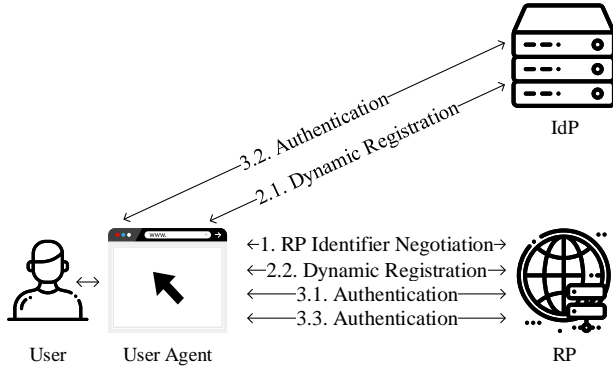 IdP
3.2. Authentication
2.1. Dynamic Registration
www.
1. RP Identifier Negotiation
2.2. Dynamic Registration
3.1. Authentication
3.3. Authentication
User
User Agent
RP